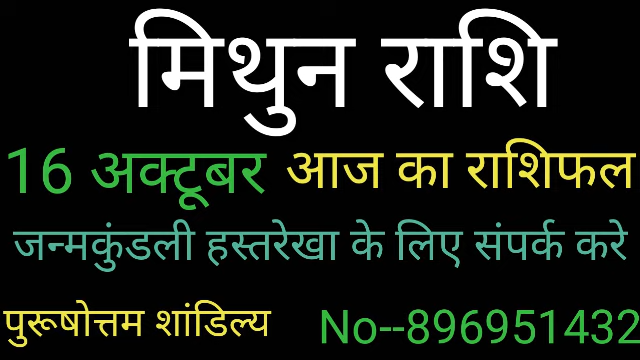 मिथुन राशि
16 अक्टूबर आज का राशिफल
जन्मकुंडली हस्तरेखा के लिए संपर्क करे
पुरूषोत्तम शांडिल्य No--896951432